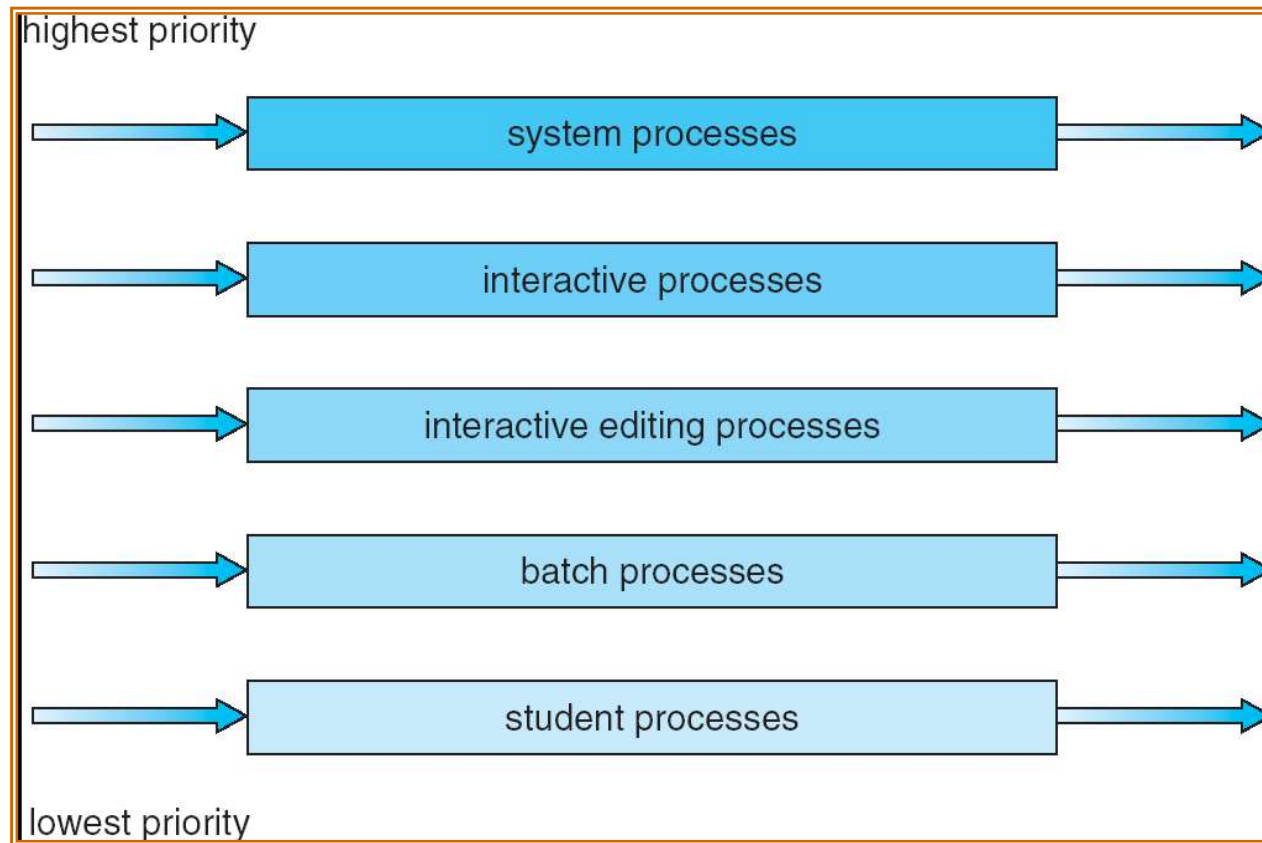 highest priority
system processes
interactive processes
interactive editing processes
batch processes
student processes
lowest priority